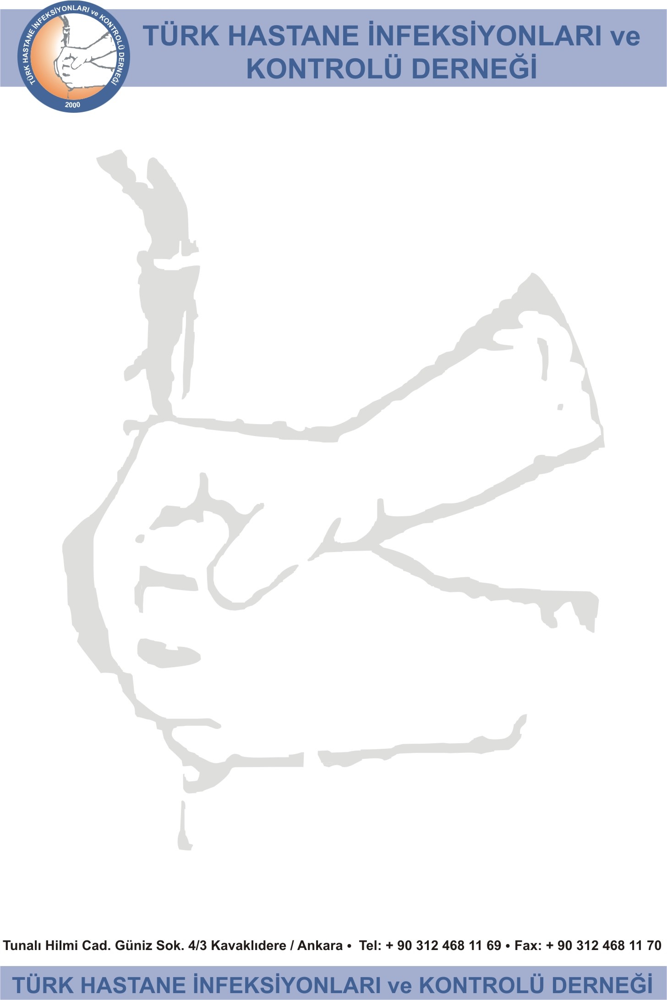 TÜRK HASTANE İNFEKSİYONLARI ve KONTROLÜ DERNEĞİ
2000
TÜRK HASTANE İNFEKSİYONLARI ve
KONTROLÜ DERNEĞİ
Tunalı Hilmi Cad. Güniz Sok. 4/3 Kavaklıdere / Ankara • Tel: + 90 312 468 11 69 • Fax: + 90 312 468 11 70
TÜRK HASTANE İNFEKSİYONLARI ve KONTROLÜ DERNEĞİ